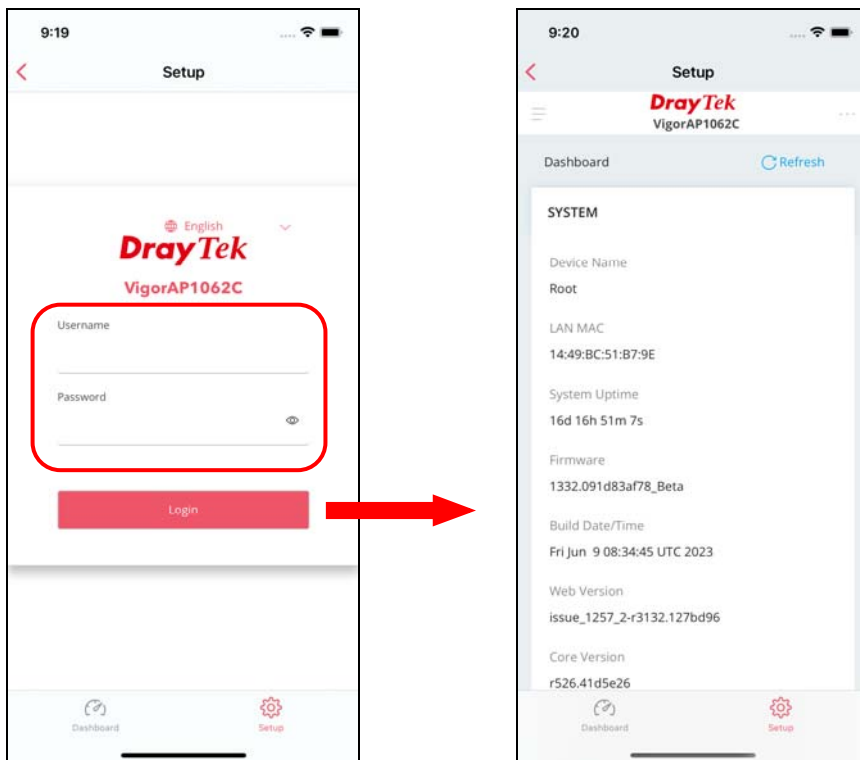 9:19
Setup
English
DrayTek
VigorAP1062C
Username
Password
Login
Dashboard
Setup
9:20
Setup
DrayTek
VigorAP1062C
Dashboard
Refresh
SYSTEM
Device Name
Root
LAN MAC
14:49:BC:51:B7:9E
System Uptime
16d 16h 51m 7s
Firmware
1332.091d83af78_Beta
Build Date/Time
Fri Jun  9 08:34:45 UTC 2023
Web Version
issue_1257_2-r3132.127bd96
Core Version
r526.41d5e26
Dashboard
Setup